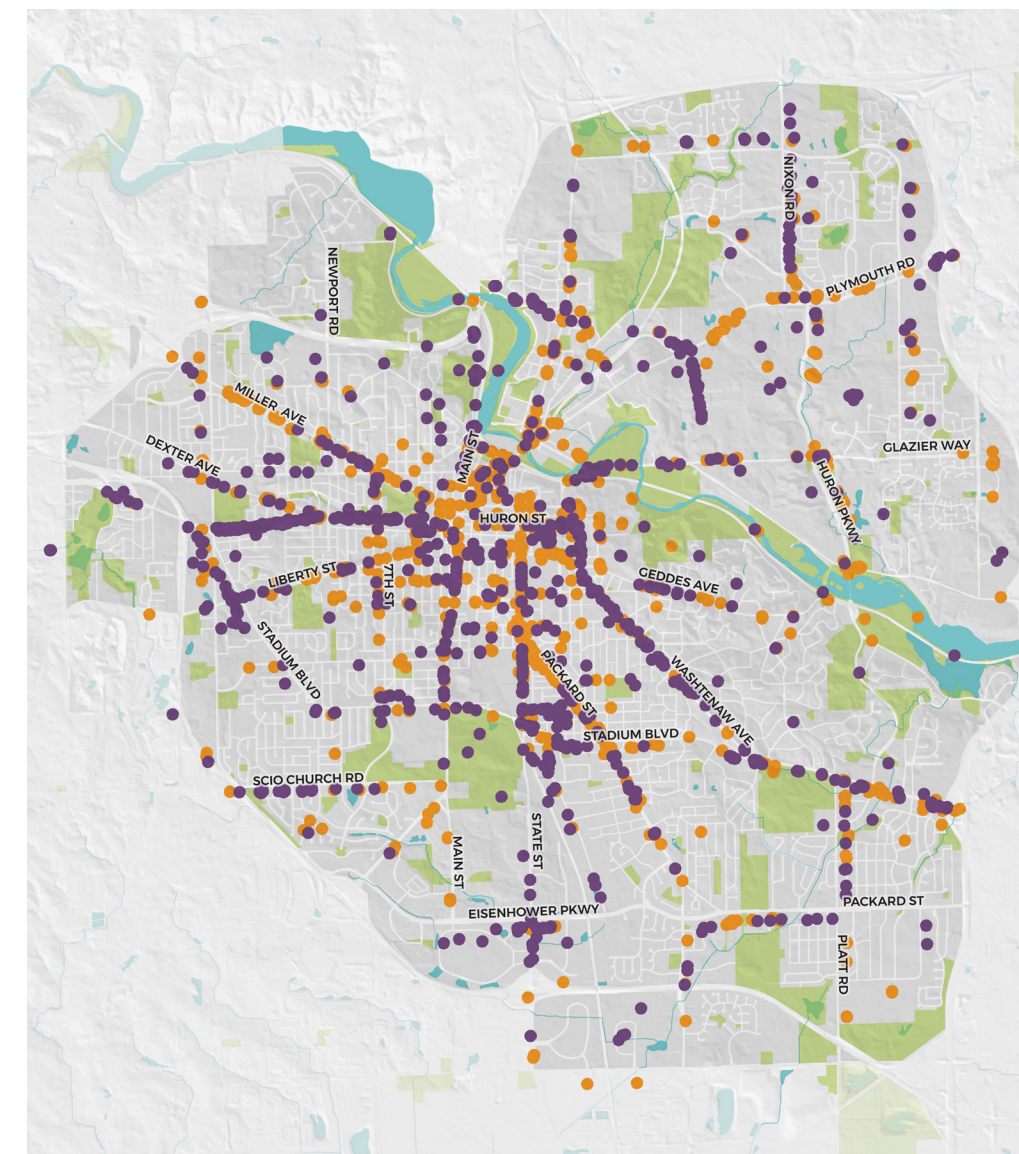 NIXON RD
PLYMOUTH RD
NEWPORT RD
MILLER AVE
DEXTER AVE
MAIN ST
GLAZIER WAY
HURON PKWY
HURON ST
LIBERTY ST
7TH ST
GEDDES AVE
STADIUM BLVD
PACKARD ST
WASHTENAW AVE
STADIUM BLVD
SCIO CHURCH RD
MAIN ST
STATE ST
EISENHOWER PKWY
PACKARD ST
PLATT RD